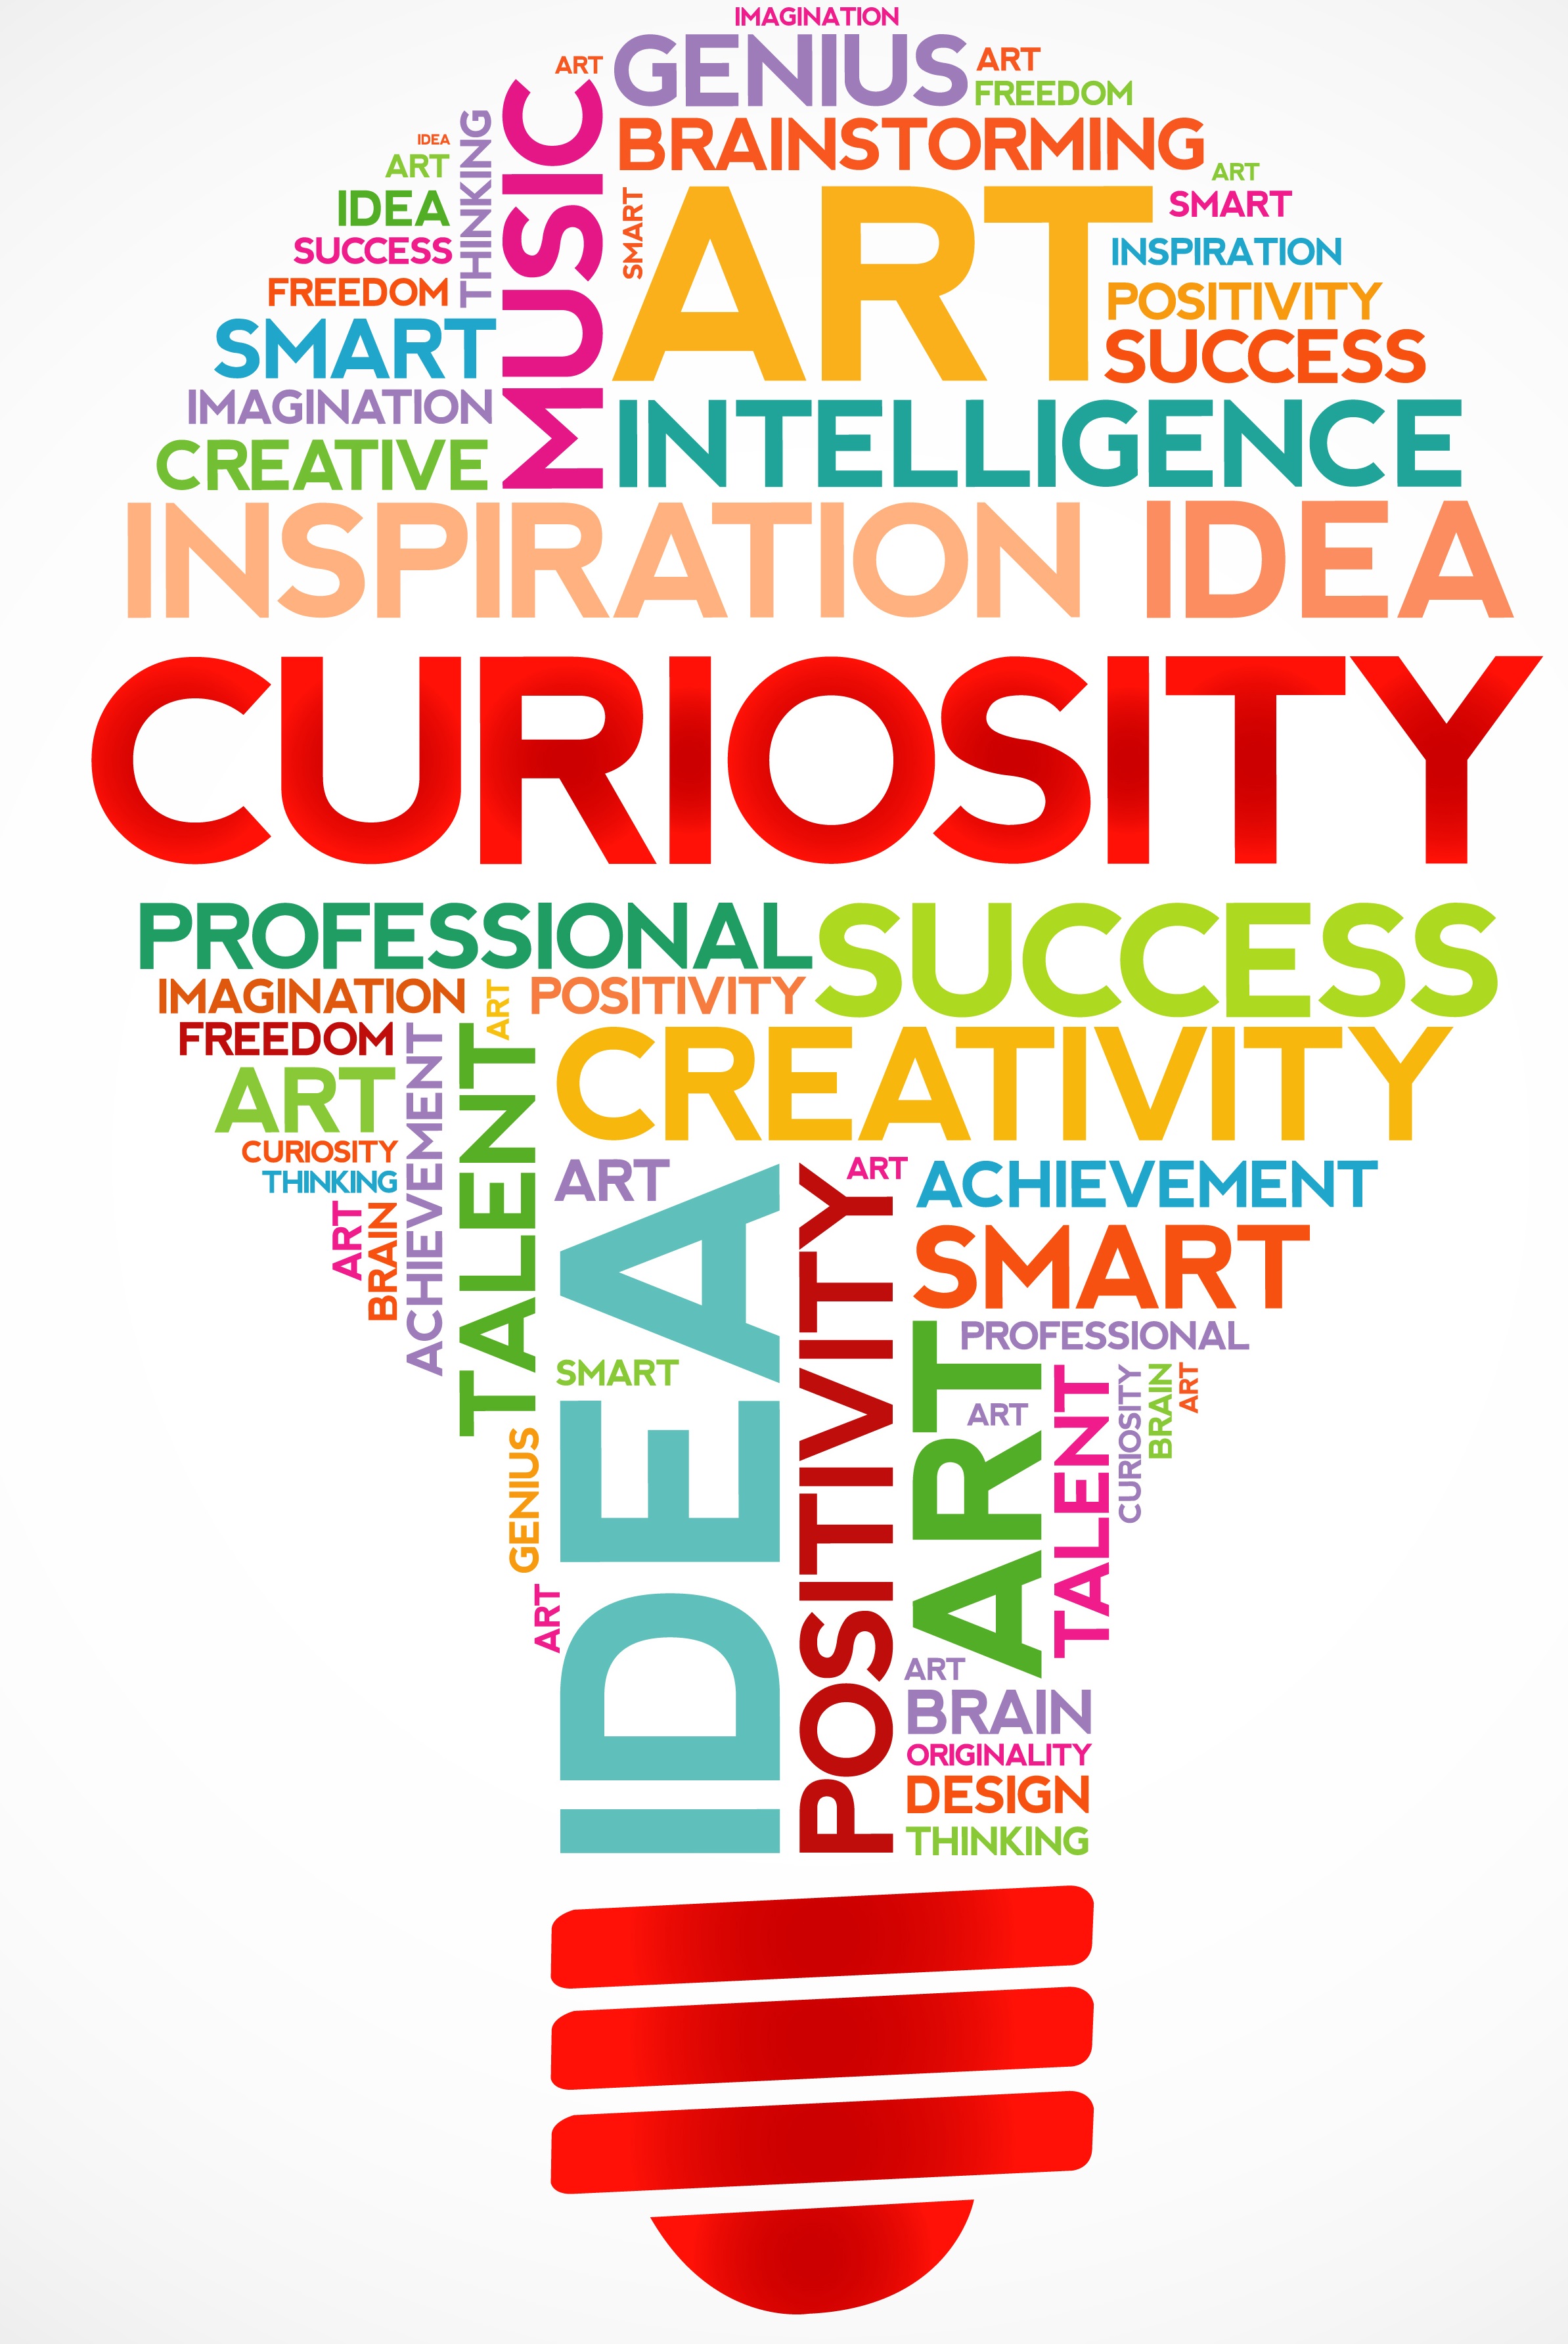 IMAGINATION
GENIUS
ART
ART
FREEDOM
MUSIC
THINKING
BRAINSTORMING
IDEA
ART
ART
IDEA
SMART
ART
SMART
SUCCESS
INSPIRATION
FREEDOM
POSITIVITY
SMART
SUCCESS
IMAGINATION
INTELLIGENCE
CREATIVE
INSPIRATION IDEA
CURIOSITY
PROFESSIONAL
SUCCESS
IMAGINATION
ART
POSITIVITY
FREEDOM
ACHIEVEMENT
TALENT
CREATIVITY
ART
CURIOSITY
THINKING
ART
BRAIN
ART
IDEA
POSITIVITY
ART
ACHIEVEMENT
SMART
PROFESSIONAL
SMART
ART
ART
TALENT
CURIOSITY
BRAIN
ART
GENIUS
ART
ART
BRAIN
ORIGINALITY
DESIGN
THINKING